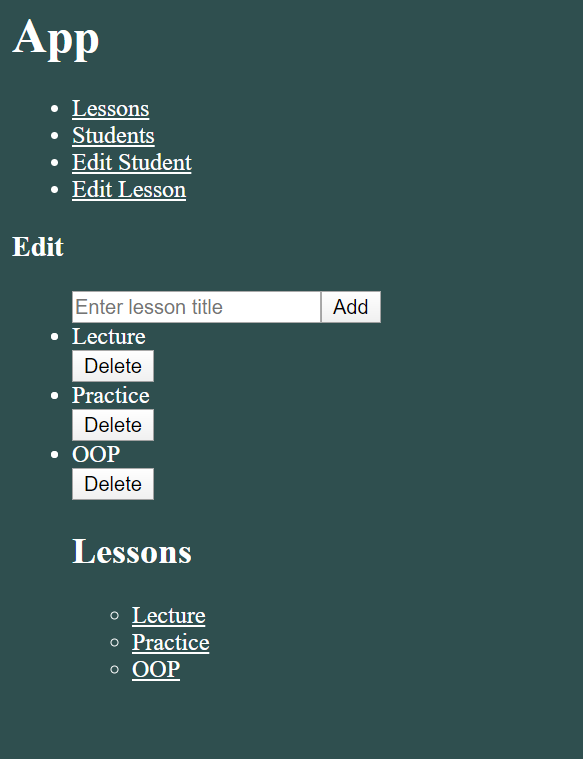 App
Lessons
Students
Edit Student
Edit Lesson
Edit
Enter lesson title Add
Lecture
Delete
Practice
Delete
OOP
Delete
Lessons
Lecture
Practice
OOP